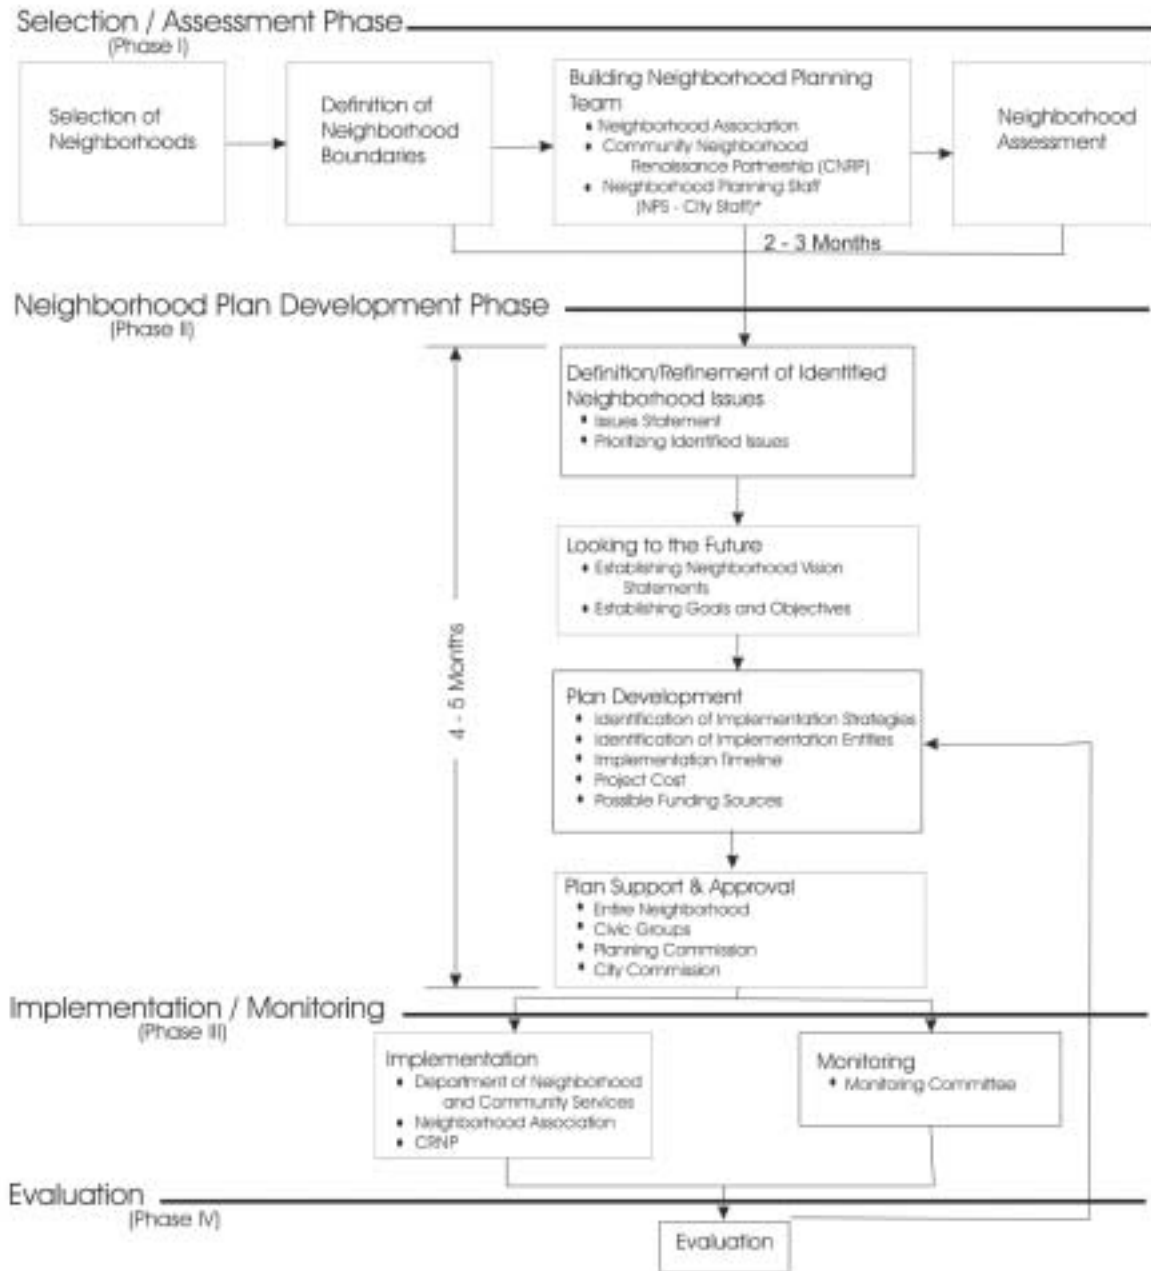 Selection / Assessment Phase
(Phase I)
Selection of
Neighborhoods
Definition of
Neighborhood
Boundaries
Building Neighborhood Planning
Team
♦ Neighborhood Association
♦ Community Neighborhood
Renaissance Partnership (CNRP)
♦ Neighborhood Planning Staff
(NPS - City Staff)*
Neighborhood
Assessment
2 - 3 Months
Neighborhood Plan Development Phase
(Phase II)
4 - 5 Months
Definition/Refinement of Identified
Neighborhood Issues
♦ Issues Statement
♦ Prioritizing Identified Issues
Looking to the Future
♦ Establishing Neighborhood Vision
Statements
♦ Establishing Goals and Objectives
Plan Development
♦ Identification of Implementation Strategies
♦ Identification of Implementation Entities
♦ Implementation Timeline
♦ Project Cost
♦ Possible Funding Sources
Plan Support & Approval
♦ Entire Neighborhood
♦ Civic Groups
♦ Planning Commission
♦ City Commission
Implementation / Monitoring
(Phase III)
Implementation
♦ Department of Neighborhood
and Community Services
♦ Neighborhood Association
♦ CRNP
Monitoring
♦ Monitoring Committee
Evaluation
(Phase IV)
Evaluation